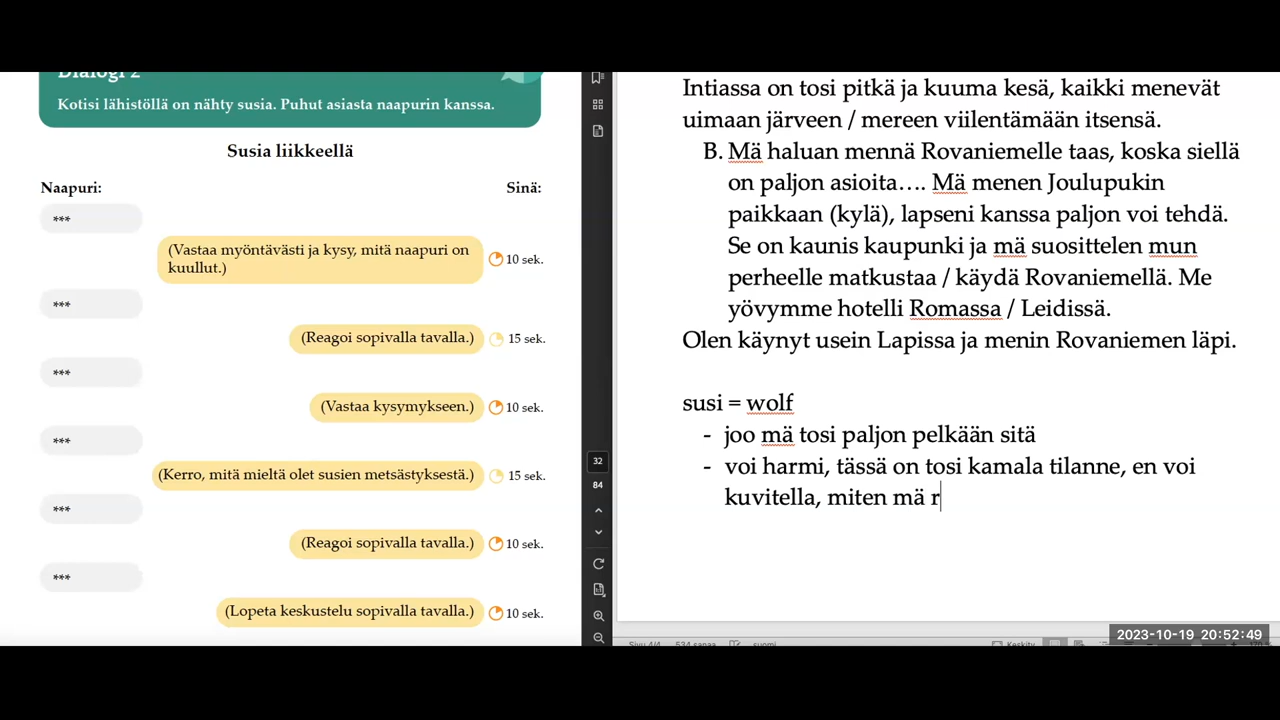 Dialogi 2
Kotisi lähistöllä on nähty susia. Puhut asiasta naapurin kanssa.
Susia liikkeellä
Naapuri:
Sinä:
***
(Vastaa myöntävästi ja kysy, mitä naapuri on
kuullut.)
10 sek.
***
(Reagoi sopivalla tavalla.)
15 sek.
***
(Vastaa kysymykseen.)
10 sek.
***
(Kerro, mitä mieltä olet susien metsästyksestä.)
15 sek.
***
(Reagoi sopivalla tavalla.)
10 sek.
***
(Lopeta keskustelu sopivalla tavalla.)
10 sek.
32
84
Intiassa on tosi pitkä ja kuuma kesä, kaikki menevät
uimaan järveen / mereen viilentämään itsensä.
B. Mä haluan mennä Rovaniemelle taas, koska siellä
on paljon asioita…. Mä menen Joulupukin
paikkaan (kylä), lapseni kanssa paljon voi tehdä.
Se on kaunis kaupunki ja mä suosittelen mun
perheelle matkustaa / käydä Rovaniemellä. Me
yövymme hotelli Romassa / Leidissä.
Olen käynyt usein Lapissa ja menin Rovaniemen läpi.
susi = wolf
- joo mä tosi paljon pelkään sitä
- voi harmi, tässä on tosi kamala tilanne, en voi
kuvitella, miten mä r
Sivu 4/4 534 sanaa suomi
Keskity
2023-10-19 20:52:49